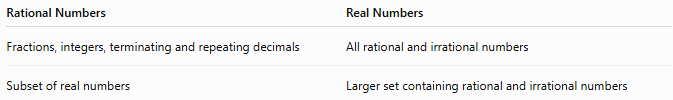 Rational Numbers Real Numbers
Fractions, integers, terminating and repeating decimals All rational and irrational numbers
Subset of real numbers Larger set containing rational and irrational numbers